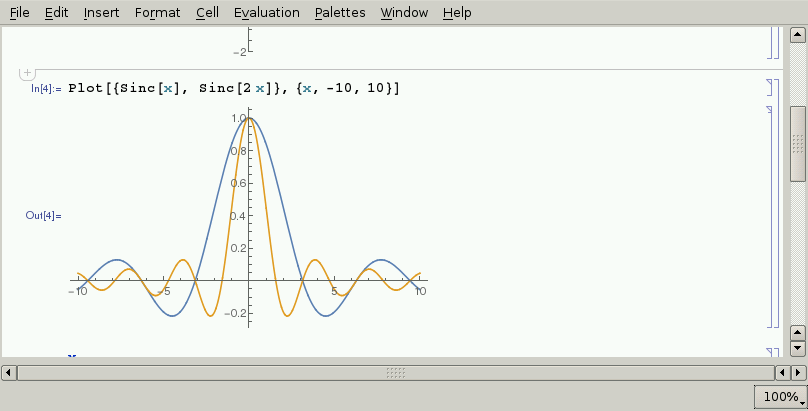 File Edit Insert Format Cell Evaluation Palettes Window Help
-2
In[4]:= Plot[{Sinc[x], Sinc[2 x]}, {x, -10, 10}]
1.0
0.8
0.6
Out[4]= 0.4
0.2
-10 -5 5 10
-0.2
100%